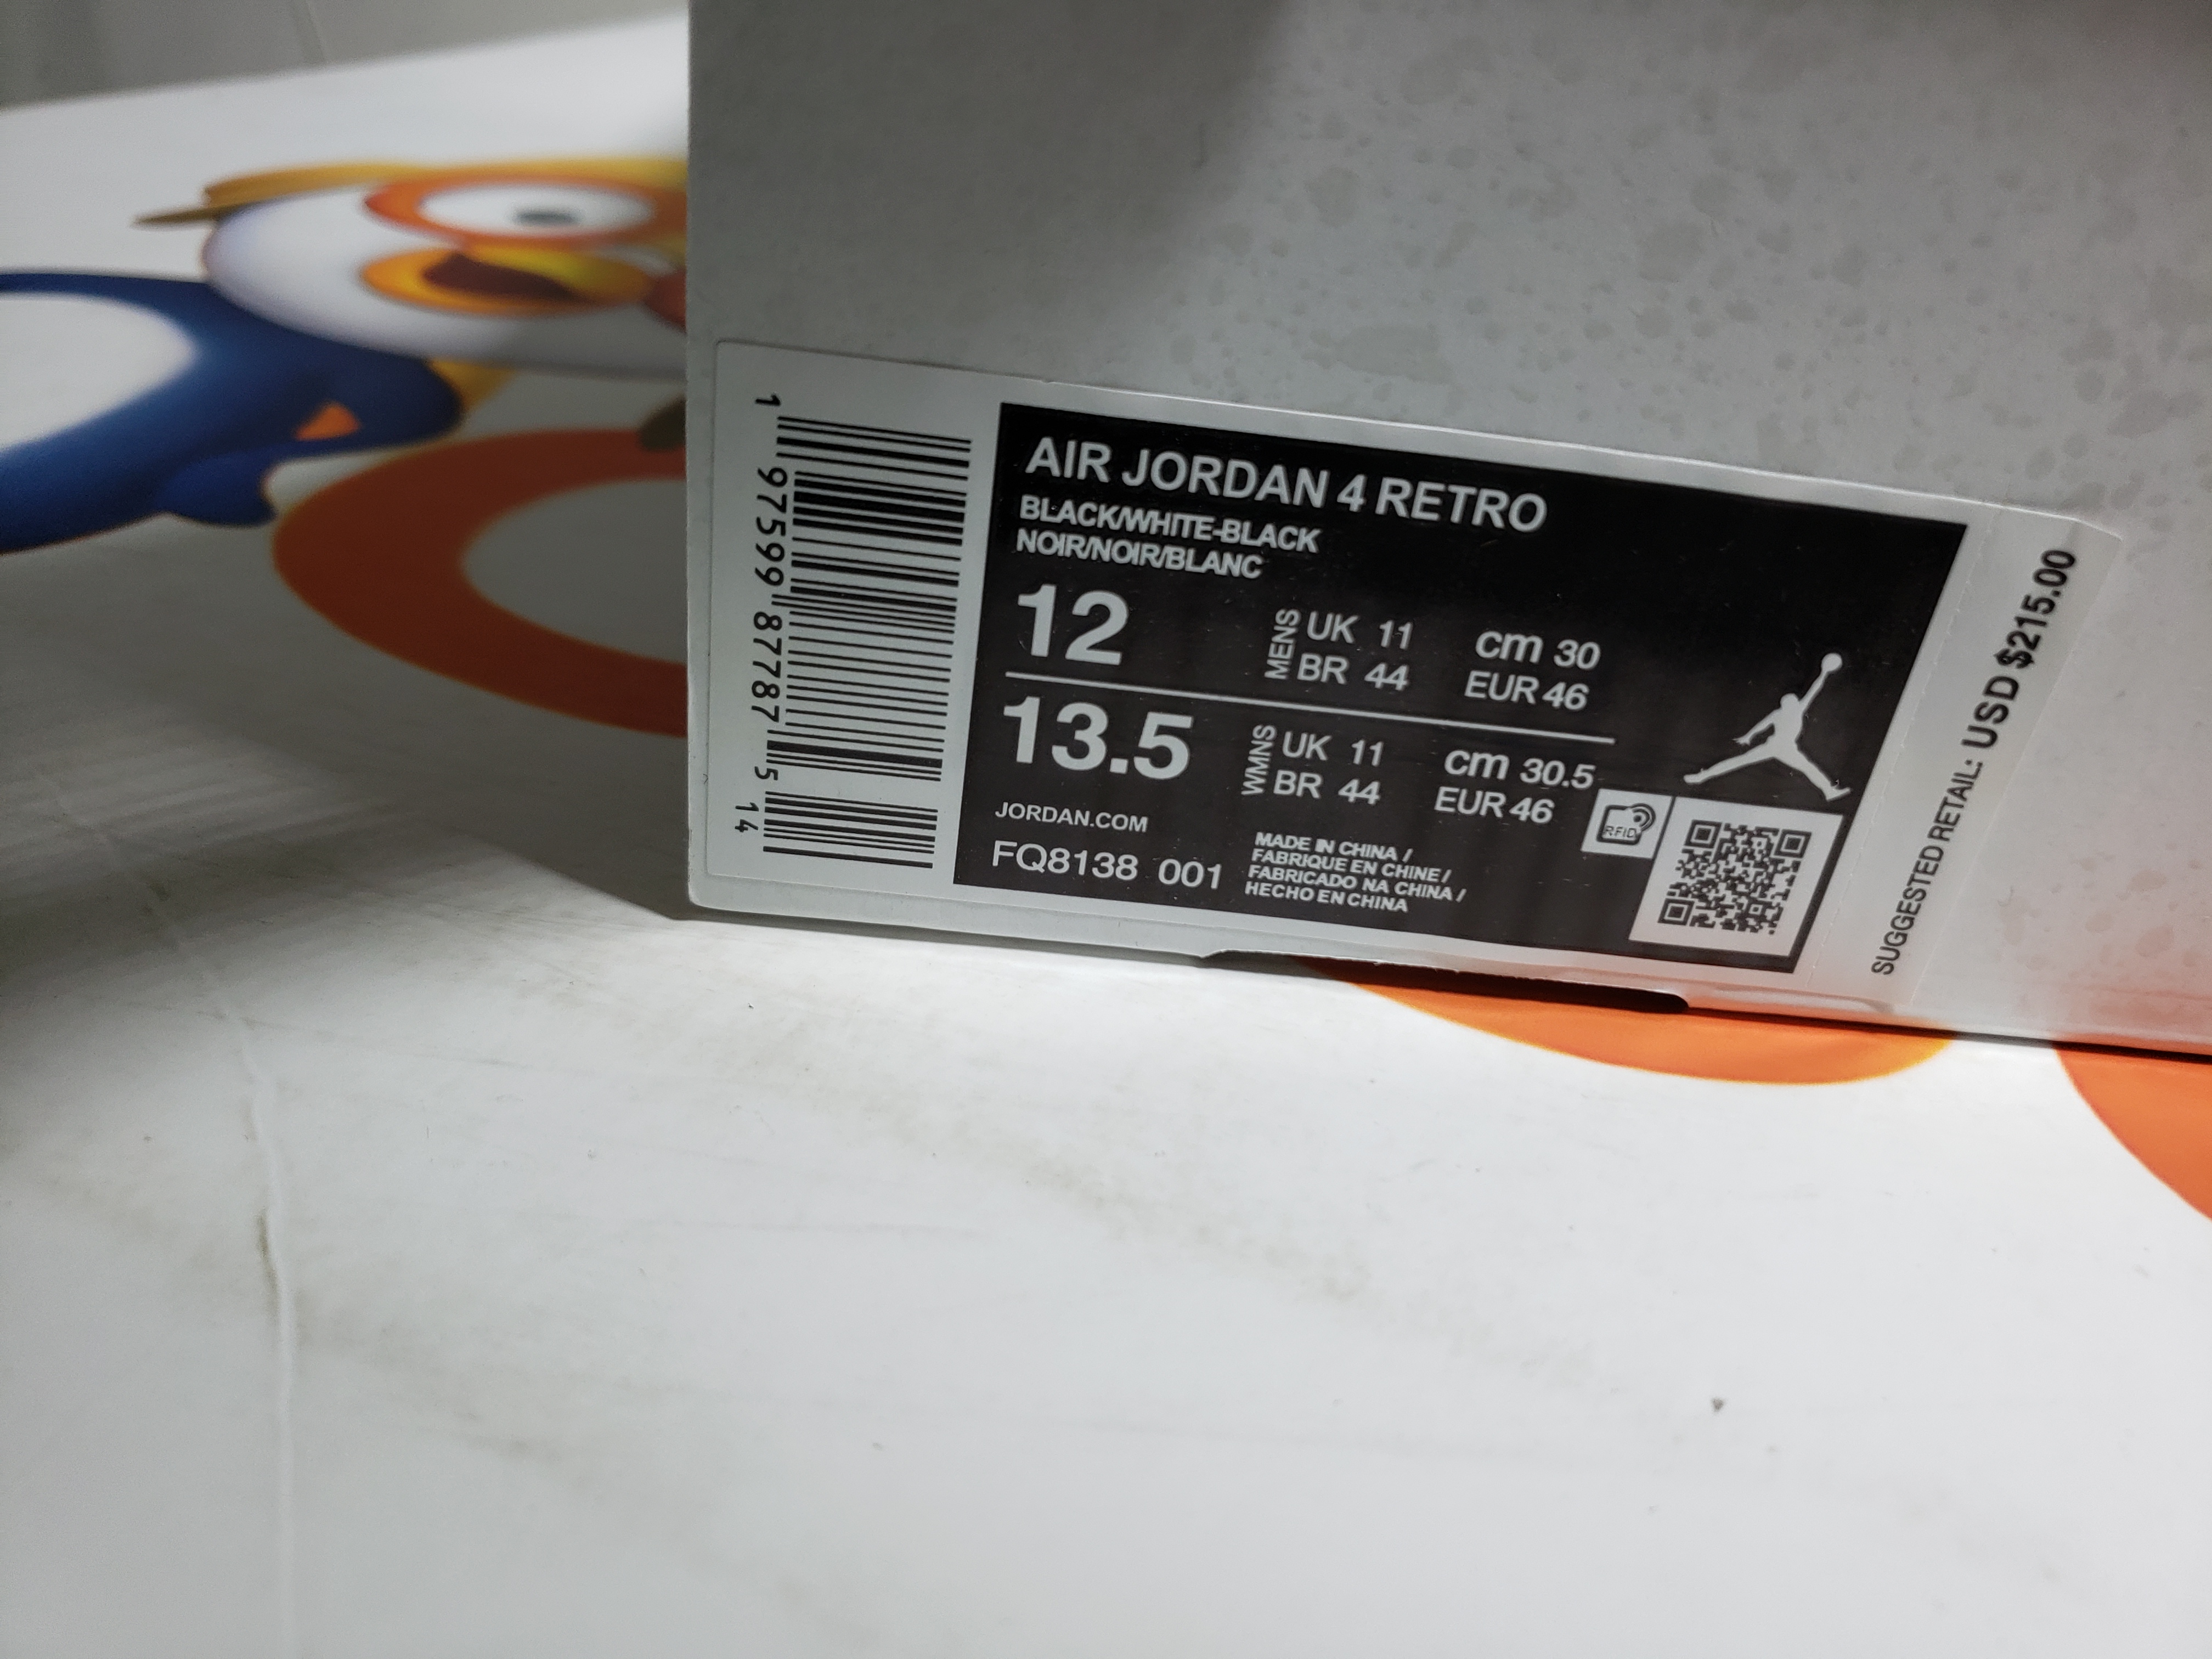 AIR JORDAN 4 RETRO
BLACK/WHITE-BLACK
NOIR/NOIR/BLANC
12
MENS
UK 11
cm 30
BR 44
EUR 46
13.5
WMNS
UK 11
cm 30.5
BR 44
EUR 46
JORDAN.COM
FQ8138 001
MADE IN CHINA /
FABRIQUE EN CHINE /
FABRICADO NA CHINA /
HECHO EN CHINA
RFID
SUGGESTED RETAIL: USD $215.00
1 97599 87787 5 14